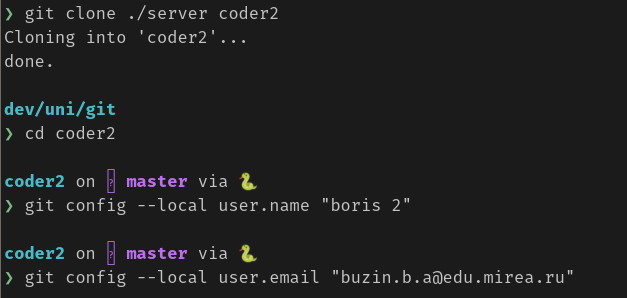 ❯ git clone ./server coder2
Cloning into 'coder2'...
done.
dev/uni/git
❯ cd coder2
coder2 on master via 🐍
❯ git config --local user.name "boris 2"
coder2 on master via 🐍
❯ git config --local user.email "buzin.b.a@edu.mirea.ru"